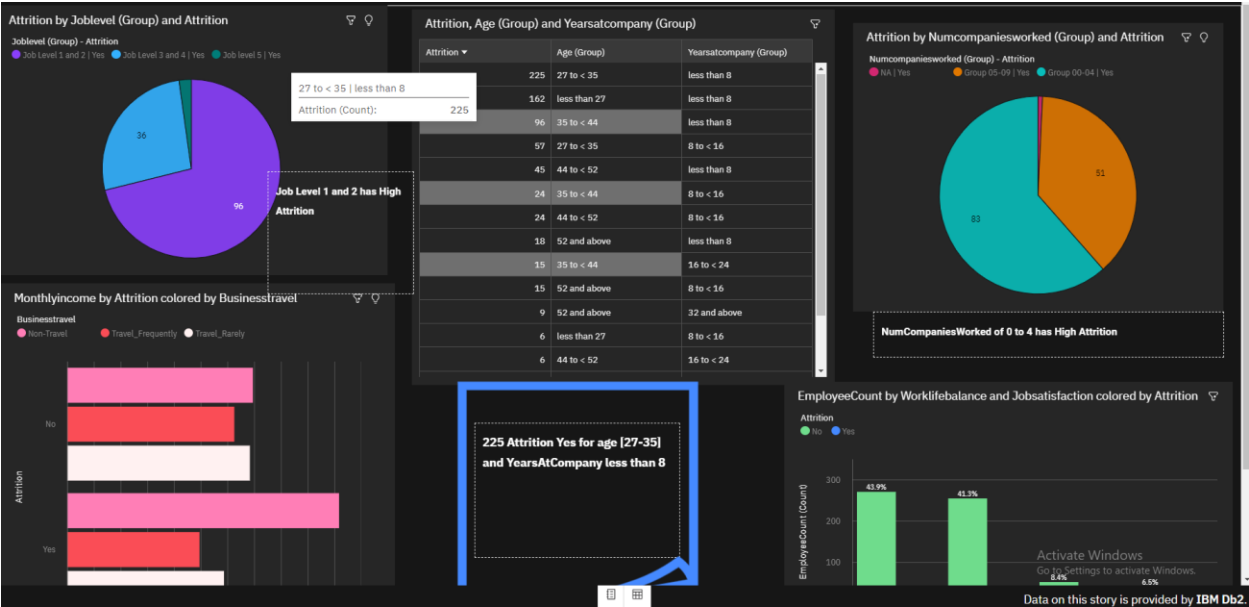 Attrition by Joblevel (Group) and Attrition
Joblevel (Group) - Attrition
Job Level 1 and 2 | Yes Job Level 3 and 4 | Yes Job level 5 | Yes
36
96
Job Level 1 and 2 has High
Attrition
27 to < 35 | less than 8
Attrition (Count): 225
Attrition, Age (Group) and Yearsatcompany (Group)
Attrition Age (Group) Yearsatcompany (Group)
225 27 to < 35 less than 8
162 less than 27 less than 8
96 35 to < 44 less than 8
57 27 to < 35 8 to < 16
45 44 to < 52 less than 8
24 35 to < 44 8 to < 16
24 44 to < 52 8 to < 16
18 52 and above less than 8
15 35 to < 44 16 to < 24
15 52 and above 8 to < 16
9 52 and above 32 and above
6 less than 27 8 to < 16
6 44 to < 52 16 to < 24
Attrition by Numcompaniesworked (Group) and Attrition
Numcompaniesworked (Group) - Attrition
NA | Yes Group 05-09 | Yes Group 00-04 | Yes
51
83
NumCompaniesWorked of 0 to 4 has High Attrition
Monthlyincome by Attrition colored by Businesstravel
Businesstravel
Non-Travel Travel_Frequently Travel_Rarely
Attrition
No
Yes
225 Attrition Yes for age [27-35]
and YearsAtCompany less than 8
EmployeeCount by Worklifebalance and Jobsatisfaction colored by Attrition
Attrition
No Yes
EmployeeCount (Count)
300
200
100
43.9%
41.3%
8.4%
6.5%
Activate Windows
Go to Settings to activate Windows.
Data on this story is provided by IBM Db2.